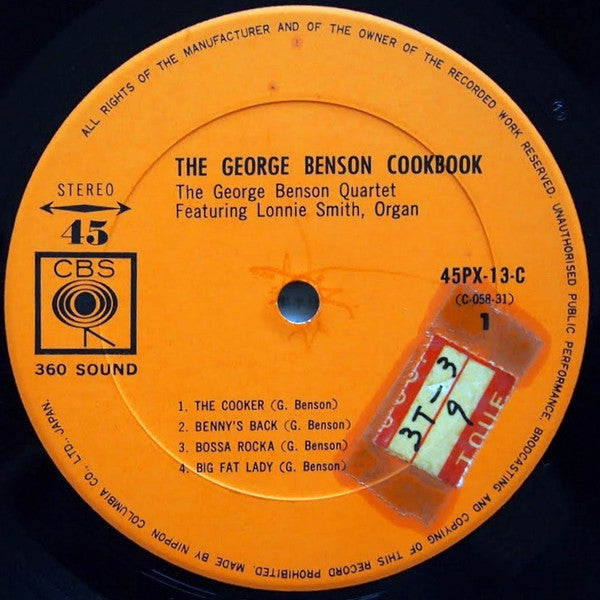 ALL RIGHTS OF THE MANUFACTURER AND OF THE OWNER OF THE RECORDED WORK RESERVED. UNAUTHORISED PUBLIC PERFORMANCE, BROADCASTING AND COPYING OF THIS RECORD PROHIBITED. MADE BY NIPPON COLUMBIA CO., LTD., JAPAN.
THE GEORGE BENSON COOKBOOK
The George Benson Quartet
Featuring Lonnie Smith, Organ
STEREO
45
CBS
360 SOUND
45PX-13-C
(C-058-31)
1
3T-3
9
1. THE COOKER (G. Benson)
2. BENNY'S BACK (G. Benson)
3. BOSSA ROCKA (G. Benson)
4. BIG FAT LADY (G. Benson)